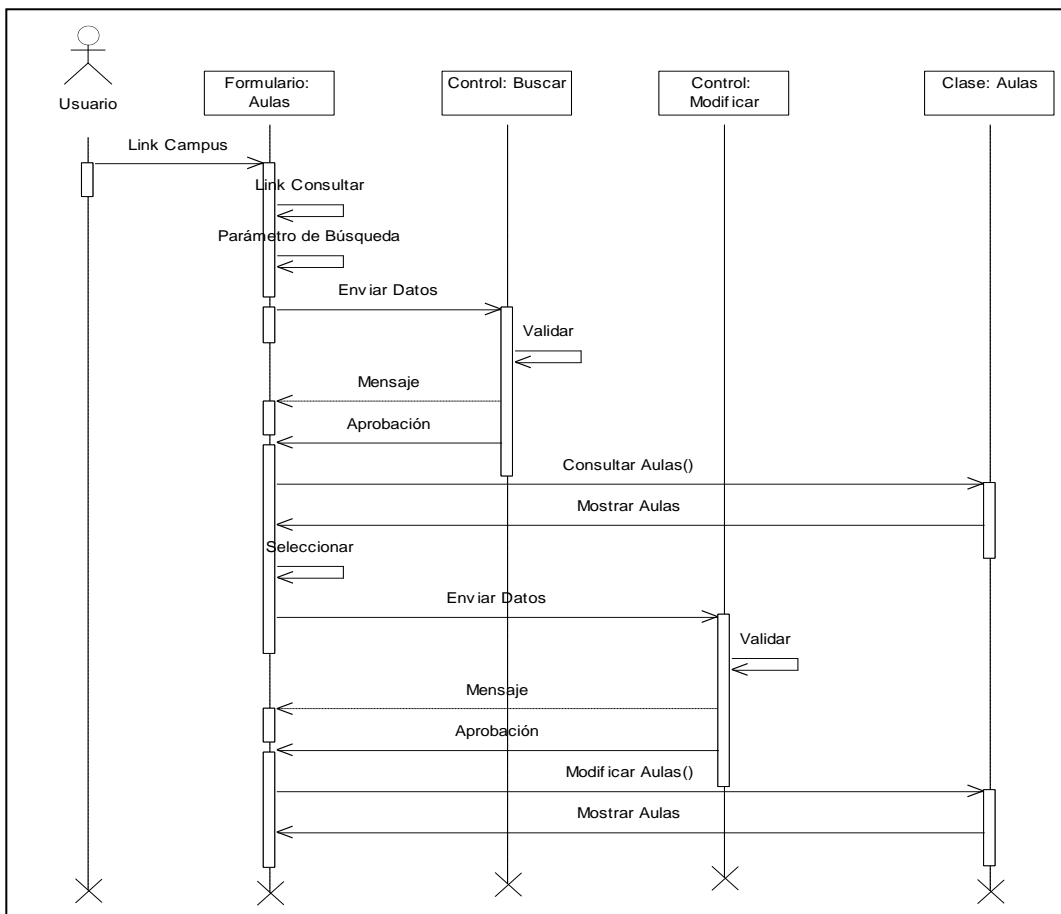 Usuario
Formulario:
Aulas
Control: Buscar
Control:
Modificar
Clase: Aulas
Link Campus
Link Consultar
Parámetro de Búsqueda
Enviar Datos
Validar
Mensaje
Aprobación
Consultar Aulas()
Mostrar Aulas
Seleccionar
Enviar Datos
Validar
Mensaje
Aprobación
Modificar Aulas()
Mostrar Aulas